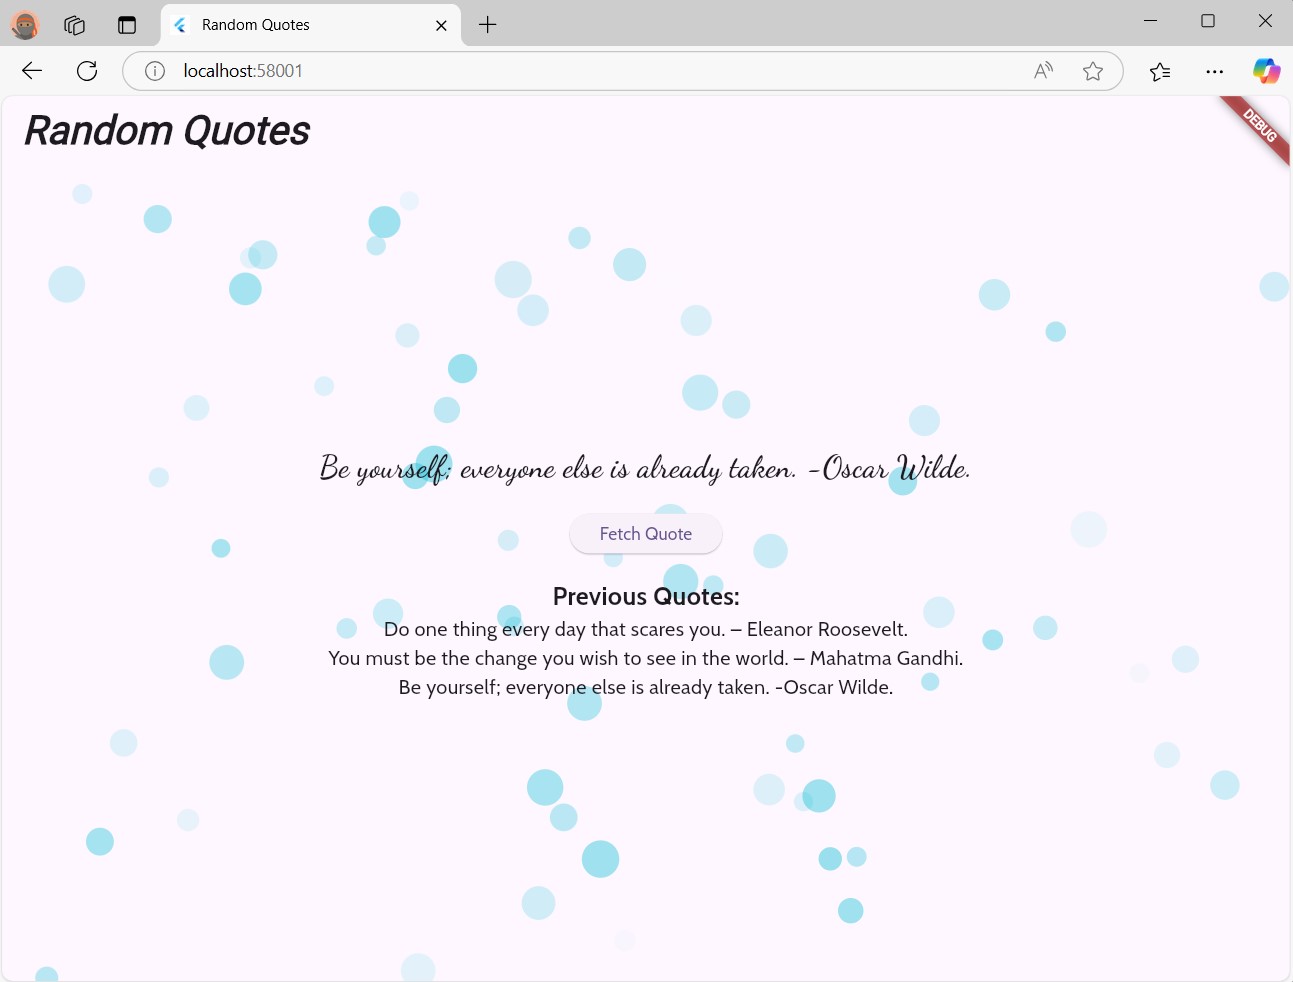 Random Quotes
localhost:58001
Random Quotes
DEBUG
Be yourself; everyone else is already taken. -Oscar Wilde.
Fetch Quote
Previous Quotes:
Do one thing every day that scares you. – Eleanor Roosevelt.
You must be the change you wish to see in the world. – Mahatma Gandhi.
Be yourself; everyone else is already taken. -Oscar Wilde.